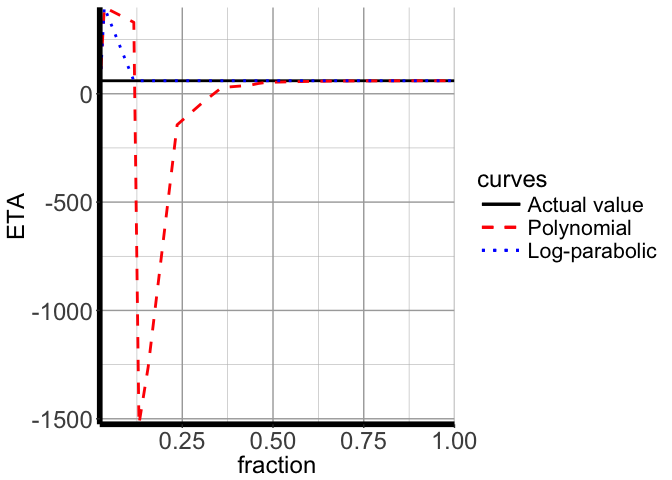 ETA
0
-500
-1000
-1500
0.25 0.50 0.75 1.00
fraction
curves
Actual value
Polynomial
Log-parabolic